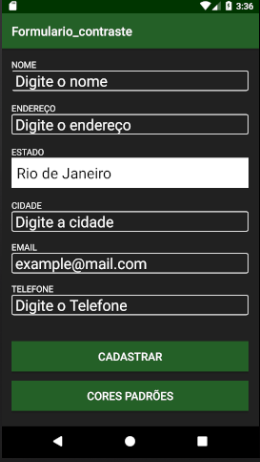 3:36
Formulario_contraste
NOME
Digite o nome
ENDEREÇO
Digite o endereço
ESTADO
Rio de Janeiro
CIDADE
Digite a cidade
EMAIL
example@mail.com
TELEFONE
Digite o Telefone
CADASTRAR
CORES PADRÕES